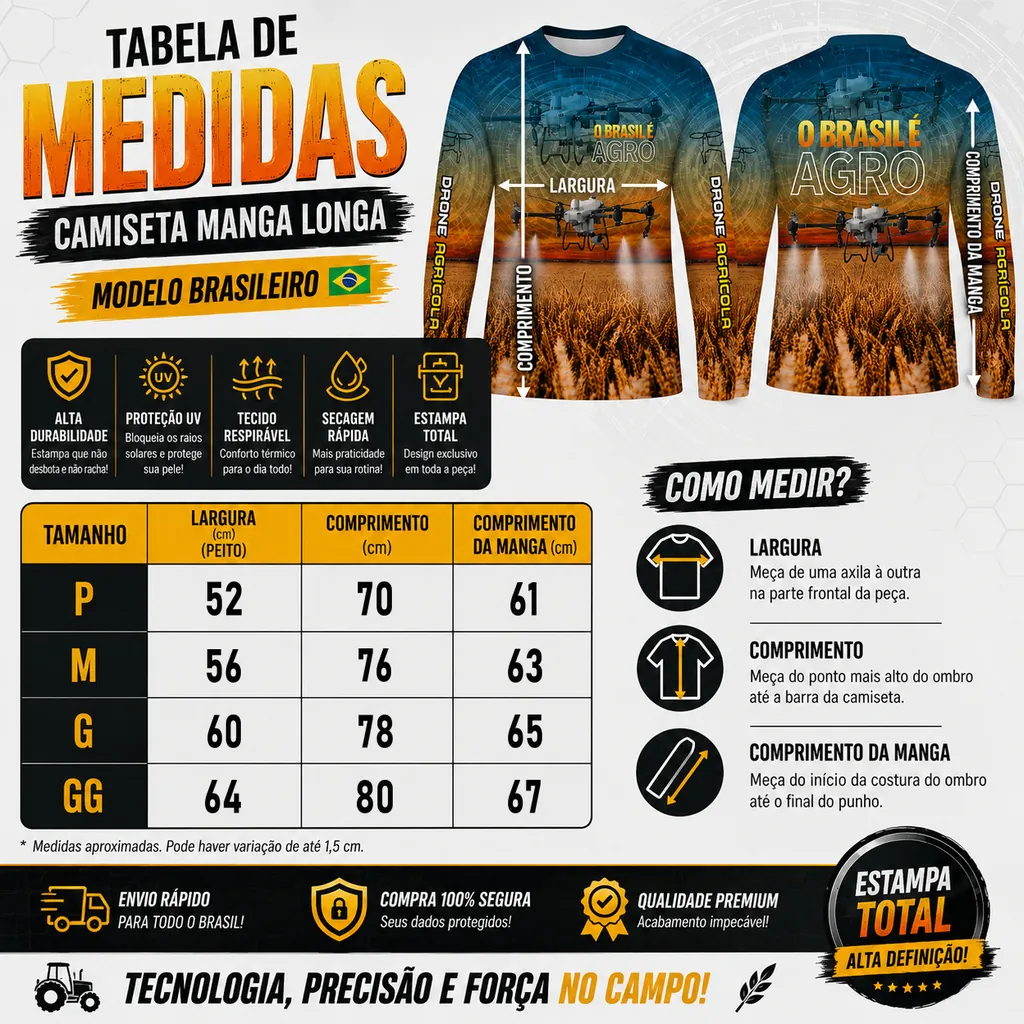 TABELA DE
MEDIDAS
CAMISETA MANGA LONGA
MODELO BRASILEIRO
O BRASIL É
AGRO
LARGURA
COMPRIMENTO
DRONE AGRÍCOLA
DRONE AGRÍCOLA
O BRASIL É
AGRO
COMPRIMENTO DA MANGA
DRONE AGRÍCOLA
ALTA
DURABILIDADE
Estampa que não
desbota e não racha!
UV
PROTEÇÃO UV
Bloqueia os raios
solares e protege
sua pele!
TECIDO
RESPIRÁVEL
Conforto térmico
para o dia todo!
SECAGEM
RÁPIDA
Mais praticidade
para sua rotina!
ESTAMPA
TOTAL
Design exclusivo
em toda a peça!
TAMANHO
LARGURA
(cm)
(PEITO)
COMPRIMENTO
(cm)
COMPRIMENTO
DA MANGA (cm)
P 52 70 61
M 56 76 63
G 60 78 65
GG 64 80 67
* Medidas aproximadas. Pode haver variação de até 1,5 cm.
COMO MEDIR?
LARGURA
Meça de uma axila à outra
na parte frontal da peça.
COMPRIMENTO
Meça do ponto mais alto do ombro
até a barra da camiseta.
COMPRIMENTO DA MANGA
Meça do início da costura do ombro
até o final do punho.
ENVIO RÁPIDO
PARA TODO O BRASIL!
COMPRA 100% SEGURA
Seus dados protegidos!
QUALIDADE PREMIUM
Acabamento impecável!
ESTAMPA
TOTAL
ALTA DEFINIÇÃO!
TECNOLOGIA, PRECISÃO E FORÇA NO CAMPO!